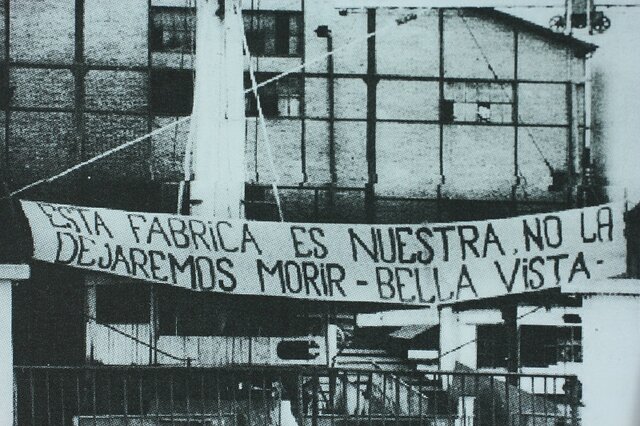 ESTA FABRICA ES NUESTRA, NO LA
DEJAREMOS MORIR - BELLA ViSTA -